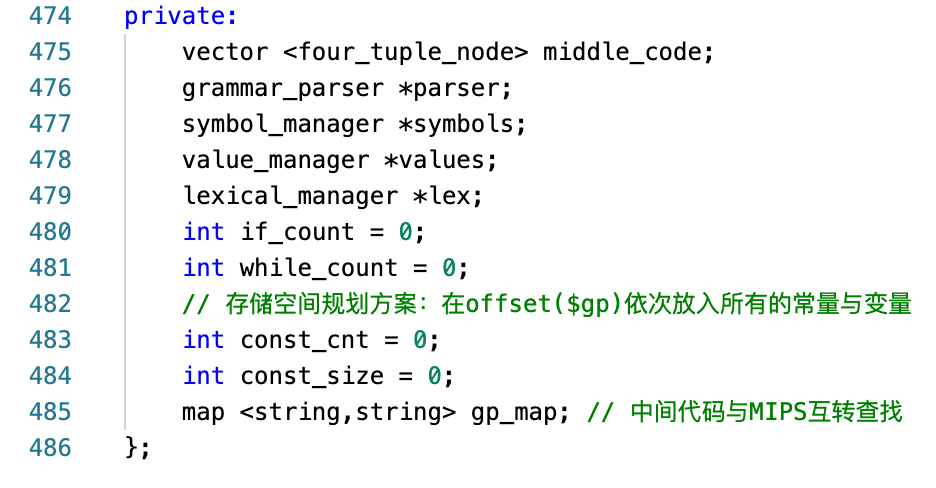 474 private:
475 vector <four_tuple_node> middle_code;
476 grammar_parser *parser;
477 symbol_manager *symbols;
478 value_manager *values;
479 lexical_manager *lex;
480 int if_count = 0;
481 int while_count = 0;
482 // 存储空间规划方案：在offset($gp)依次放入所有的常量与变量
483 int const_cnt = 0;
484 int const_size = 0;
485 map <string,string> gp_map; // 中间代码与MIPS互转查找
486 };